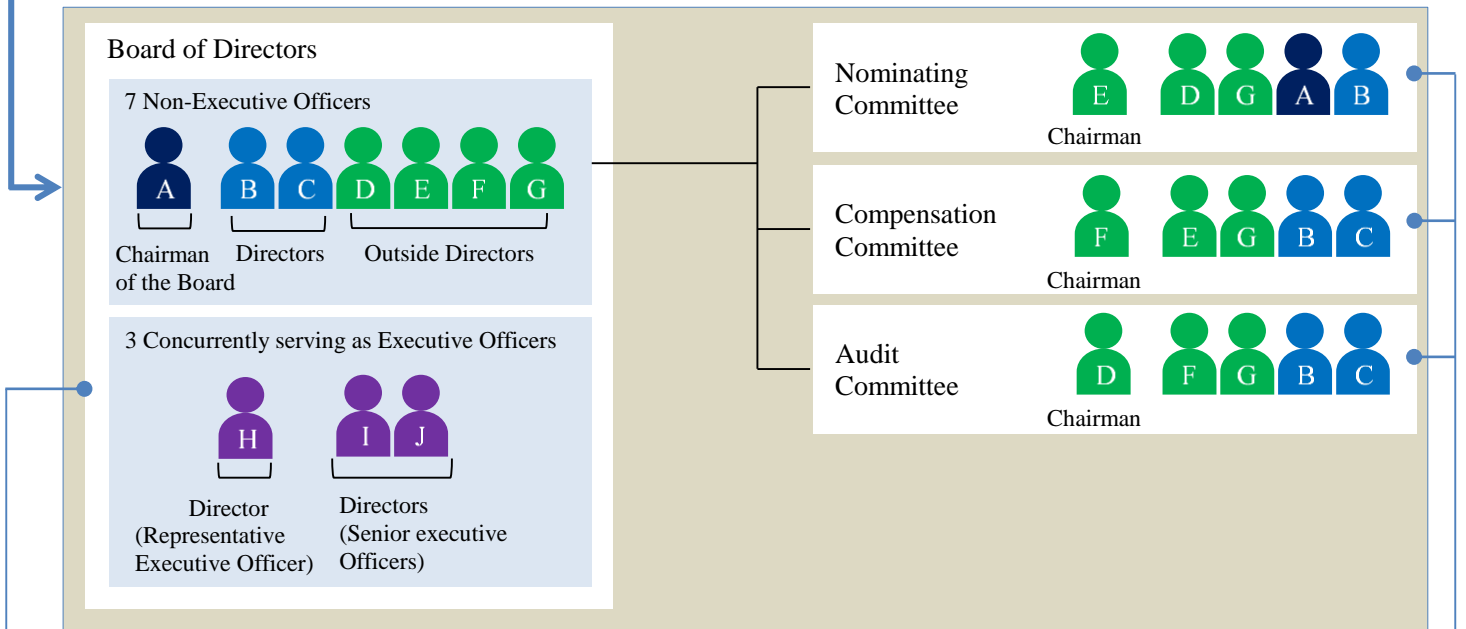 Board of Directors
7 Non-Executive Officers
A B C D E F G
Chairman
of the Board
Directors
Outside Directors
3 Concurrently serving as Executive Officers
H I J
Director
(Representative
Executive Officer)
Directors
(Senior executive
Officers)
Nominating
Committee
E D G A B
Chairman
Compensation
Committee
F E G B C
Chairman
Audit
Committee
D F G B C
Chairman